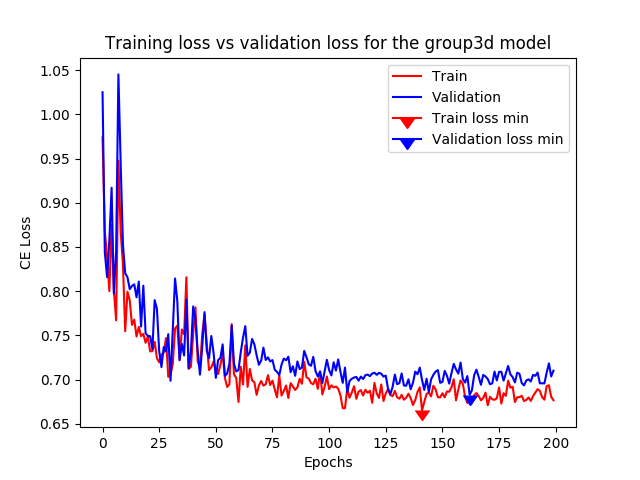 Training loss vs validation loss for the group3d model
Train
Validation
Train loss min
Validation loss min
CE Loss
1.05
1.00
0.95
0.90
0.85
0.80
0.75
0.70
0.65
0 25 50 75 100 125 150 175 200
Epochs